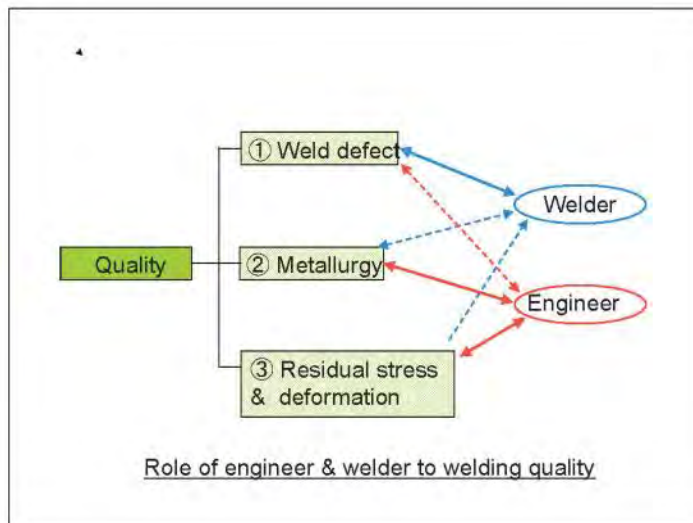 ① Weld defect
Welder
Quality
② Metallurgy
Engineer
③ Residual stress
& deformation
Role of engineer & welder to welding quality